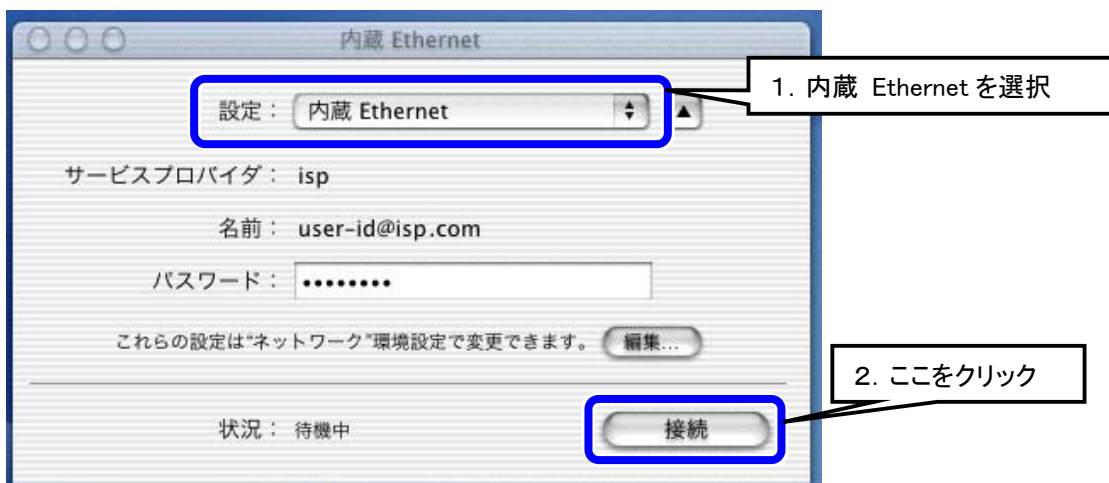 内蔵 Ethernet
設定： 内蔵 Ethernet
1. 内蔵 Ethernet を選択
サービスプロバイダ： isp
名前： user-id@isp.com
パスワード： ••••••••
これらの設定は“ネットワーク”環境設定で変更できます。 編集...
2. ここをクリック
状況： 待機中 接続